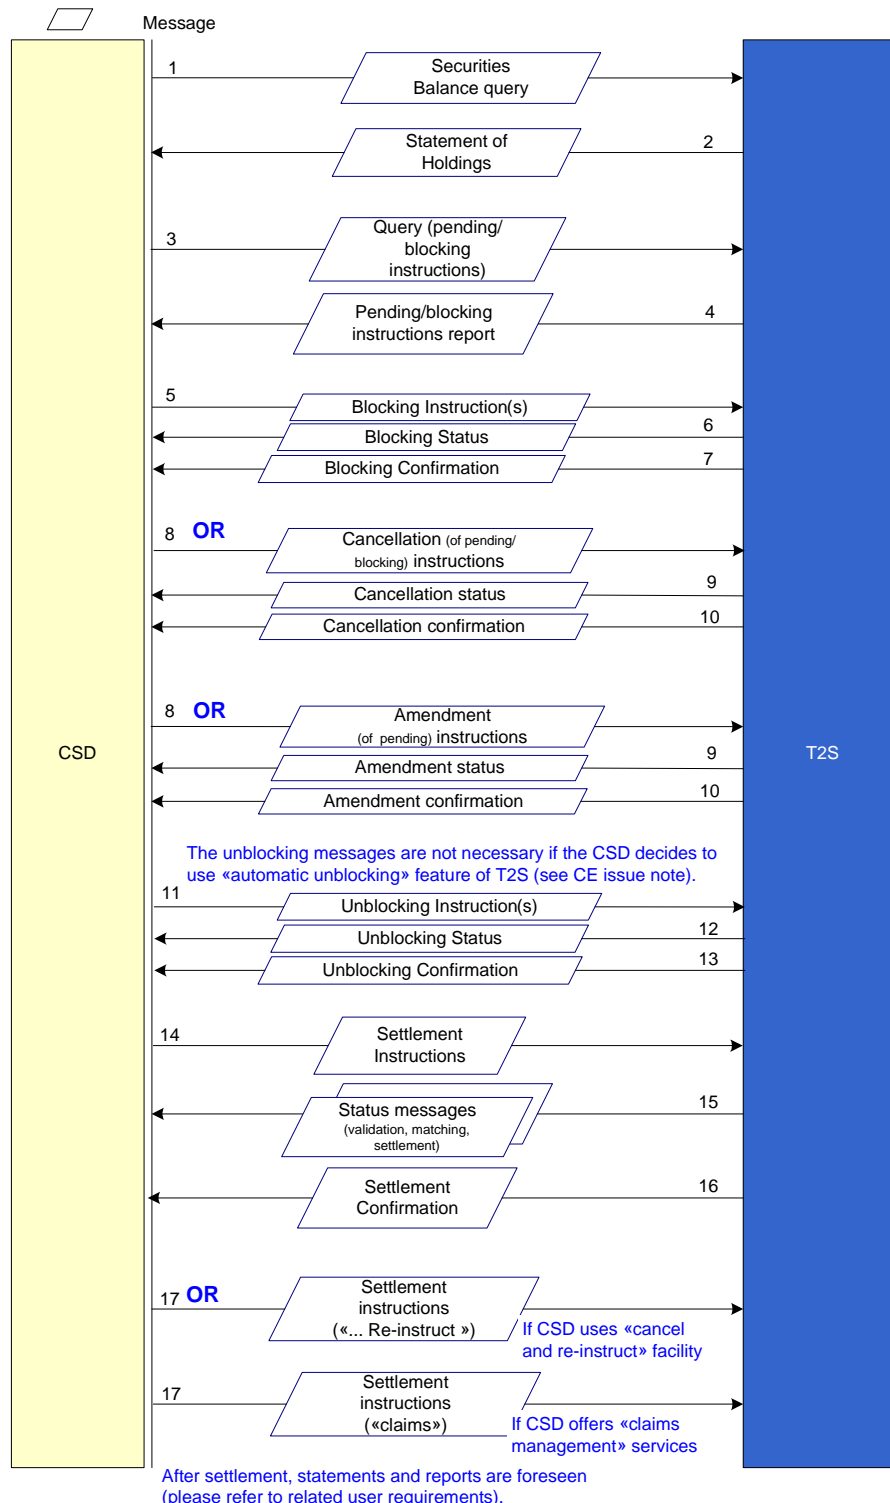 Message
1
Securities
Balance query
Statement of
Holdings
2
3
Query (pending/
blocking
instructions)
Pending/blocking
instructions report
4
5
Blocking Instruction(s)
Blocking Status
6
Blocking Confirmation
7
8 OR
Cancellation (of pending/
blocking) instructions
Cancellation status
9
Cancellation confirmation
10
8 OR
Amendment
(of pending) instructions
CSD
T2S
Amendment status
9
Amendment confirmation
10
The unblocking messages are not necessary if the CSD decides to
use «automatic unblocking» feature of T2S (see CE issue note).
11
Unblocking Instruction(s)
Unblocking Status
12
Unblocking Confirmation
13
14
Settlement
Instructions
Status messages
(validation, matching,
settlement)
15
Settlement
Confirmation
16
17 OR
Settlement
instructions
(«... Re-instruct »)
If CSD uses «cancel
and re-instruct» facility
17
Settlement
instructions
(«claims»)
If CSD offers «claims
management» services
After settlement, statements and reports are foreseen
(please refer to related user requirements).